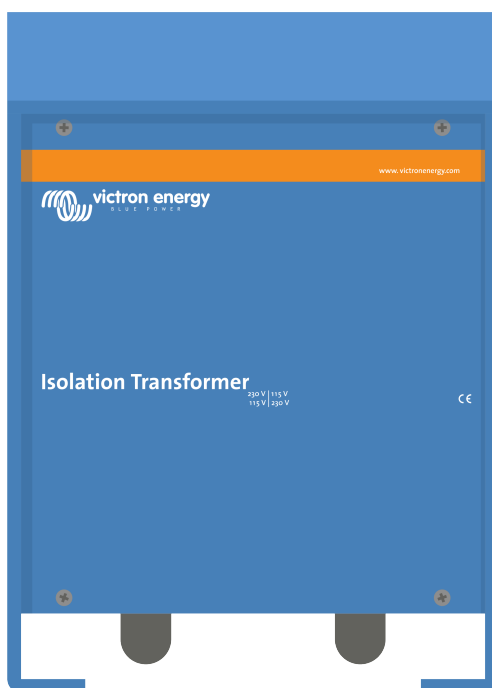 www.victronenergy.com
victron energy
BLUE POWER
Isolation Transformer
230 V | 115 V
115 V | 230 V
CE